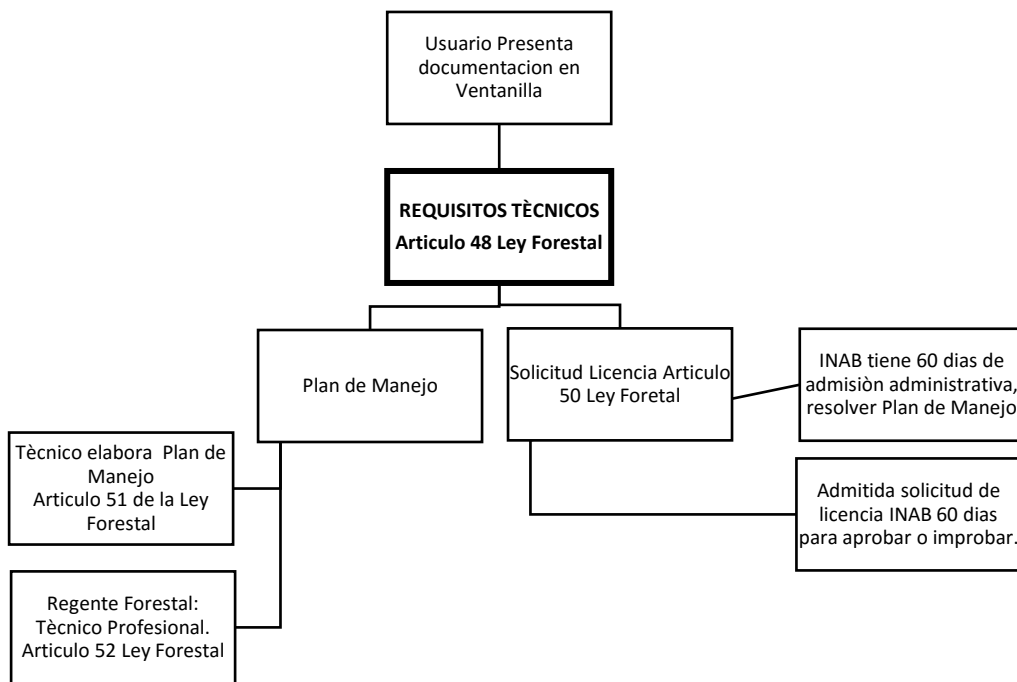 Usuario Presenta
documentacion en
Ventanilla
REQUISITOS TÈCNICOS
Articulo 48 Ley Forestal
Plan de Manejo
Solicitud Licencia Articulo
50 Ley Foretal
INAB tiene 60 dias de
admisiòn administrativa,
resolver Plan de Manejo
Tècnico elabora Plan de
Manejo
Articulo 51 de la Ley
Forestal
Admitida solicitud de
licencia INAB 60 dias
para aprobar o improbar.
Regente Forestal:
Tècnico Profesional.
Articulo 52 Ley Forestal